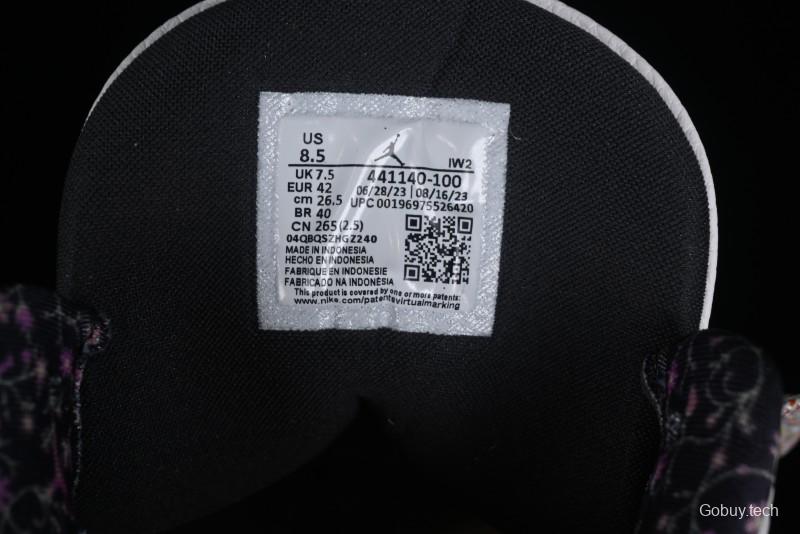 US
8.5
IW2
UK 7.5 441140-100
EUR 42 06/28/23 | 08/16/23
cm 26.5 UPC 00196975526420
BR 40
CN 265(2.5)
04QBQSZHGZ240
MADE IN INDONESIA
HECHO EN INDONESIA
FABRIQUE EN INDONESIE
FABRICADO NA INDONÉSIA
This product is covered by one or more patents:
www.nike.com/patentsvirtualmarking
Gobuy.tech